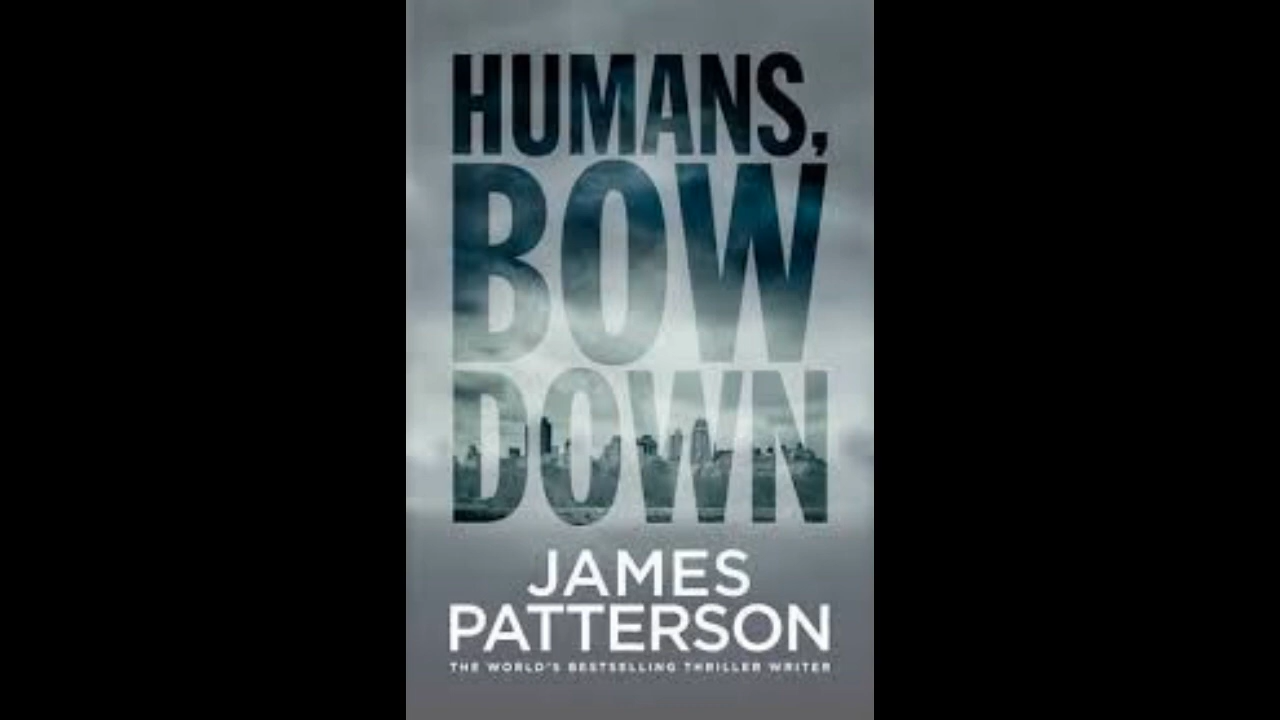 HUMANS,
BOW
DOWN
JAMES
PATTERSON
THE WORLD'S BESTSELLING THRILLER WRITER